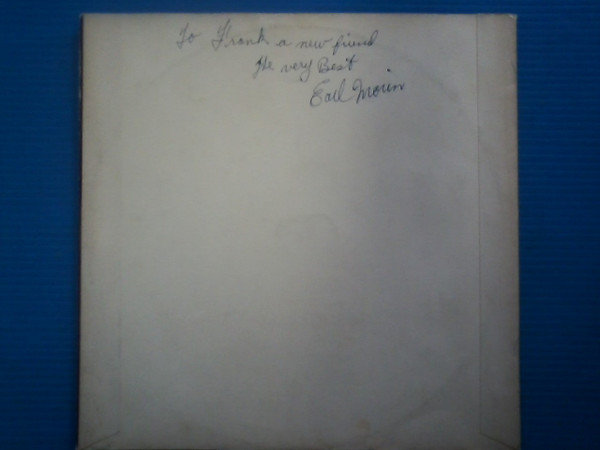 To Frank a new friend
the very Best
Earl Morin